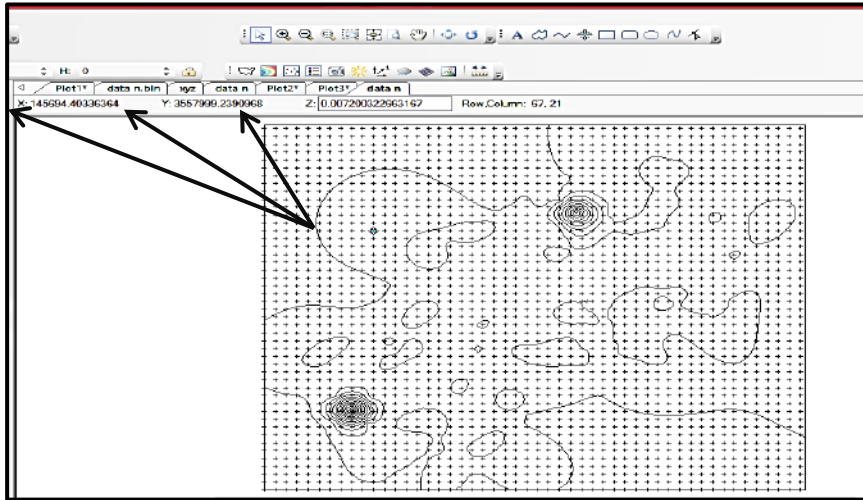 H: 0
Plot1* data n.bln xyz data n Plot2* Plot3* data n
X: 145694.40336364 Y: 3557999.2390968 Z: 0.007200322663167 Row,Column: 67, 21